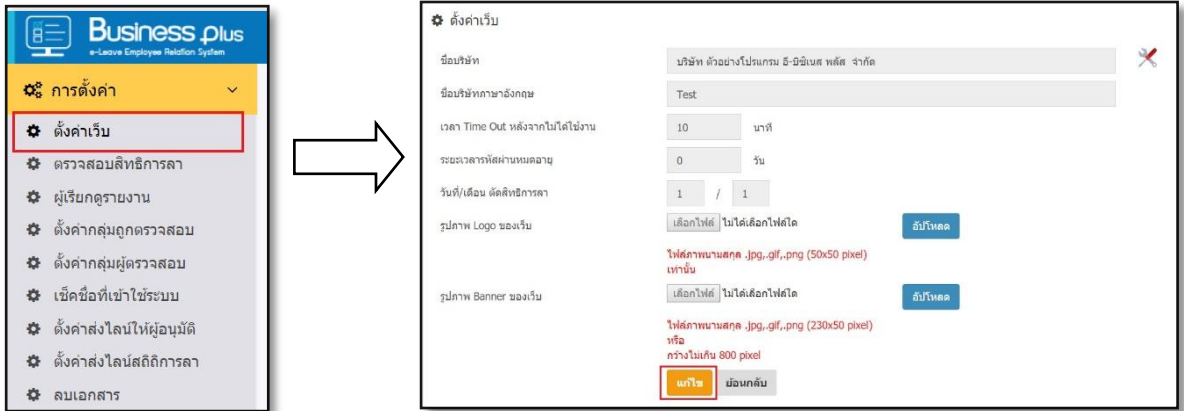 Business Plus
e-Leave Employee Relation System
การตั้งค่า
ตั้งค่าเว็บ
ตรวจสอบสิทธิการลา
ผู้เรียกดูรายงาน
ตั้งค่ากลุ่มถูกตรวจสอบ
ตั้งค่ากลุ่มผู้ตรวจสอบ
เช็คชื่อที่เข้าใช้ระบบ
ตั้งค่าส่งไลน์ให้ผู้อนุมัติ
ตั้งค่าส่งไลน์สถิติการลา
ลบเอกสาร
ตั้งค่าเว็บ
ชื่อบริษัท บริษัท ตัวอย่างโปรแกรม อี-บิซิเนส พลัส จำกัด
ชื่อบริษัทภาษาอังกฤษ Test
เวลา Time Out หลังจากไม่ได้ใช้งาน 10 นาที
ระยะเวลารหัสผ่านหมดอายุ 0 วัน
วันที่/เดือน ตัดสิทธิการลา 1 / 1
รูปภาพ Logo ของเว็บ เลือกไฟล์ ไม่ได้เลือกไฟล์ใด อัปโหลด
ไฟล์ภาพนามสกุล .jpg,.gif,.png (50x50 pixel)
เท่านั้น
รูปภาพ Banner ของเว็บ เลือกไฟล์ ไม่ได้เลือกไฟล์ใด อัปโหลด
ไฟล์ภาพนามสกุล .jpg,.gif,.png (230x50 pixel)
หรือ
กว้างไม่เกิน 800 pixel
แก้ไข ย้อนกลับ